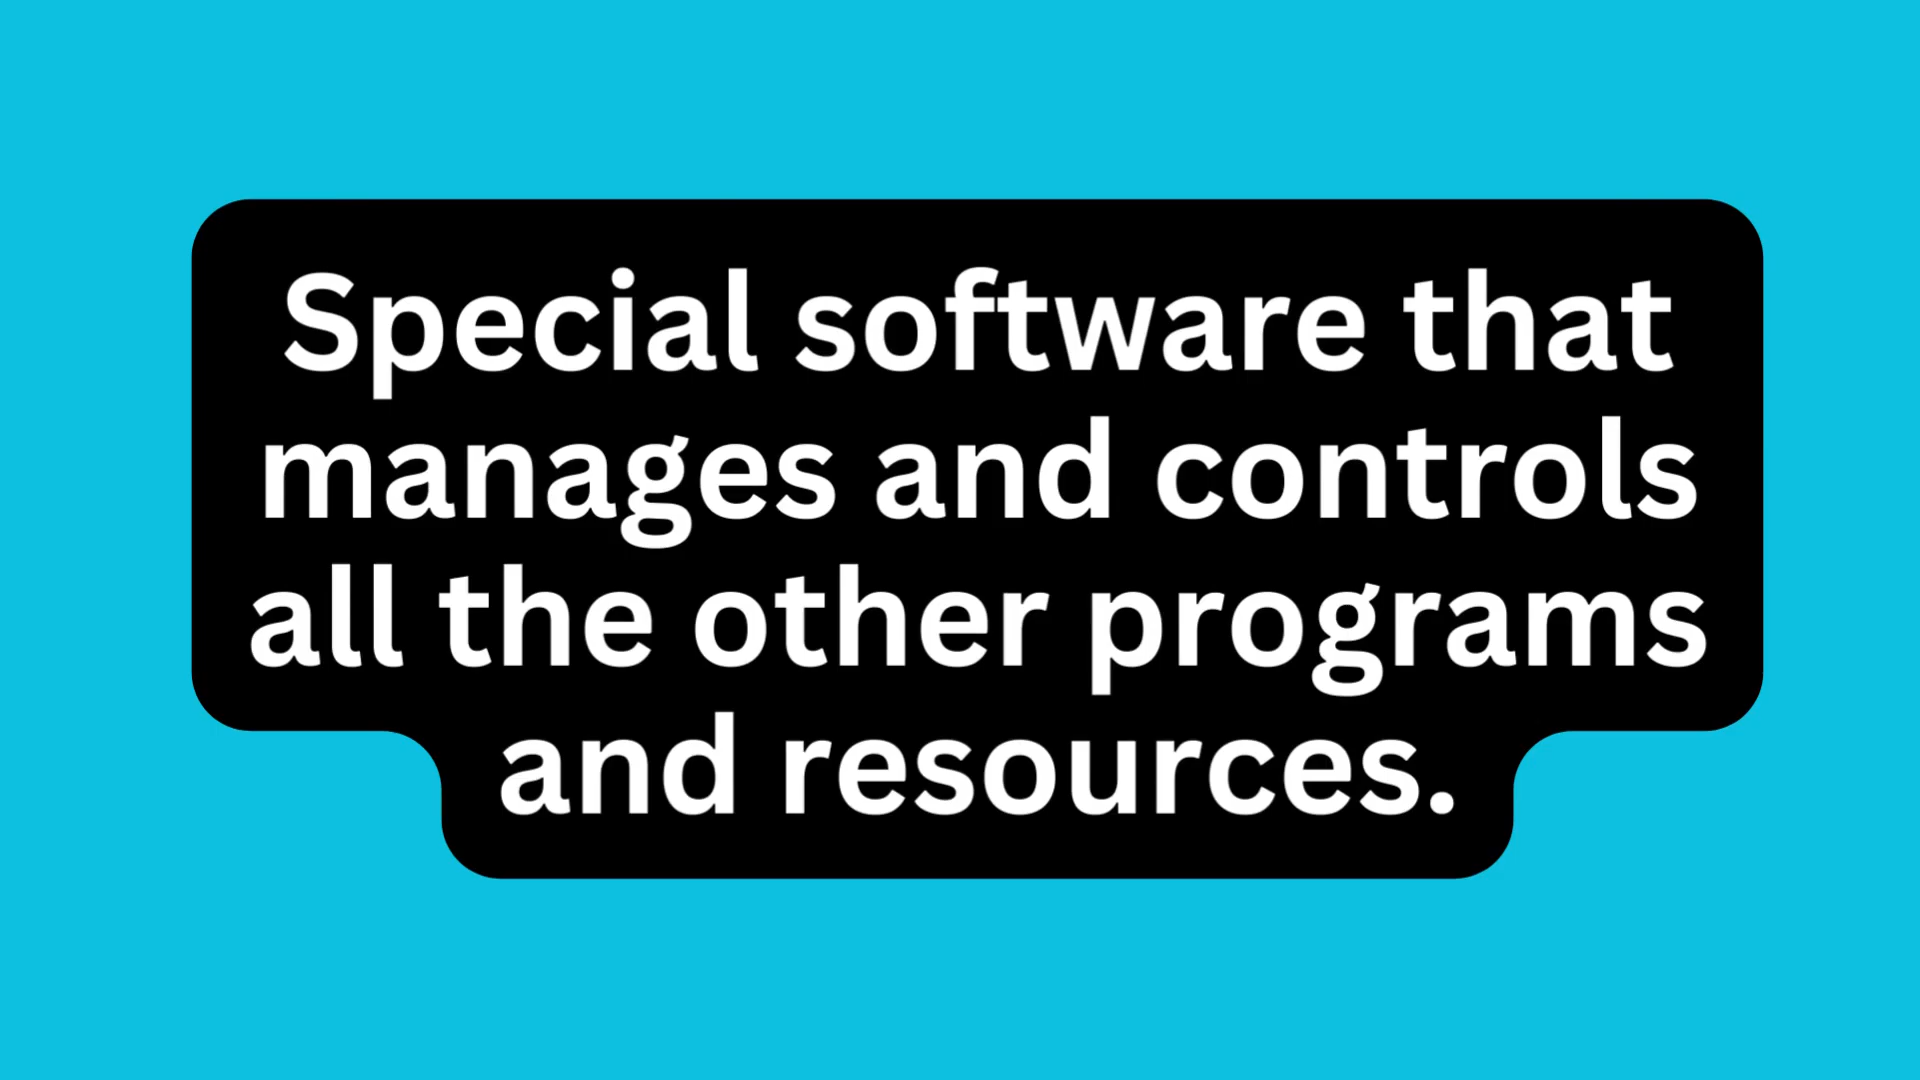 Special software that
manages and controls
all the other programs
and resources.